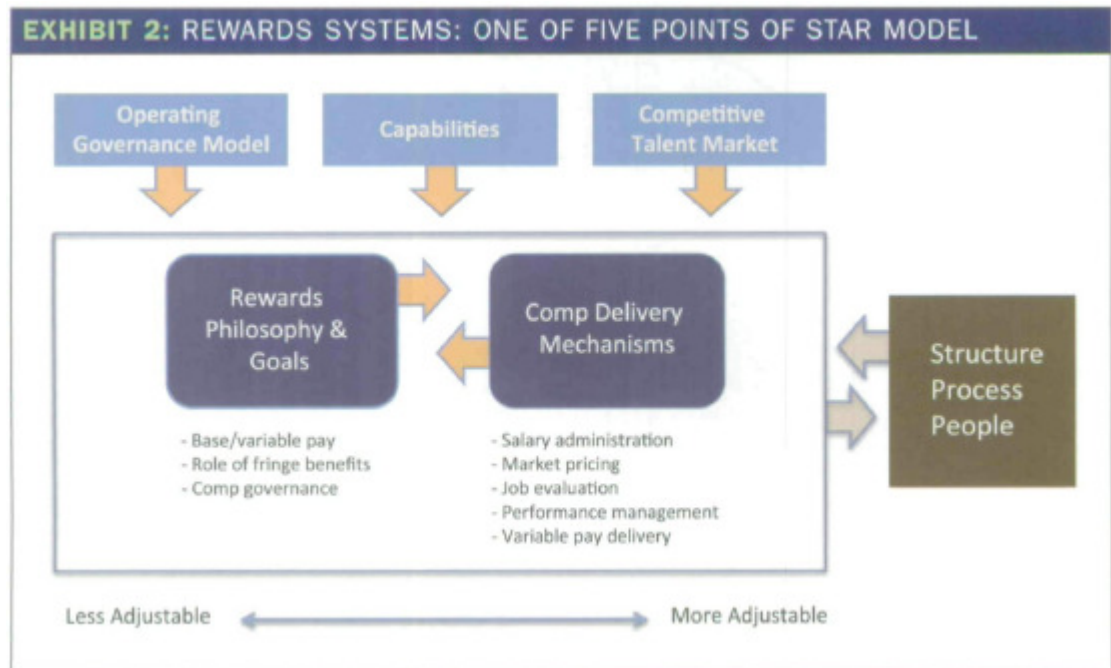 EXHIBIT 2: REWARDS SYSTEMS: ONE OF FIVE POINTS OF STAR MODEL
Operating
Governance Model
Capabilities
Competitive
Talent Market
Rewards
Philosophy &
Goals
- Base/variable pay
- Role of fringe benefits
- Comp governance
Comp Delivery
Mechanisms
- Salary administration
- Market pricing
- Job evaluation
- Performance management
- Variable pay delivery
Structure
Process
People
Less Adjustable
More Adjustable